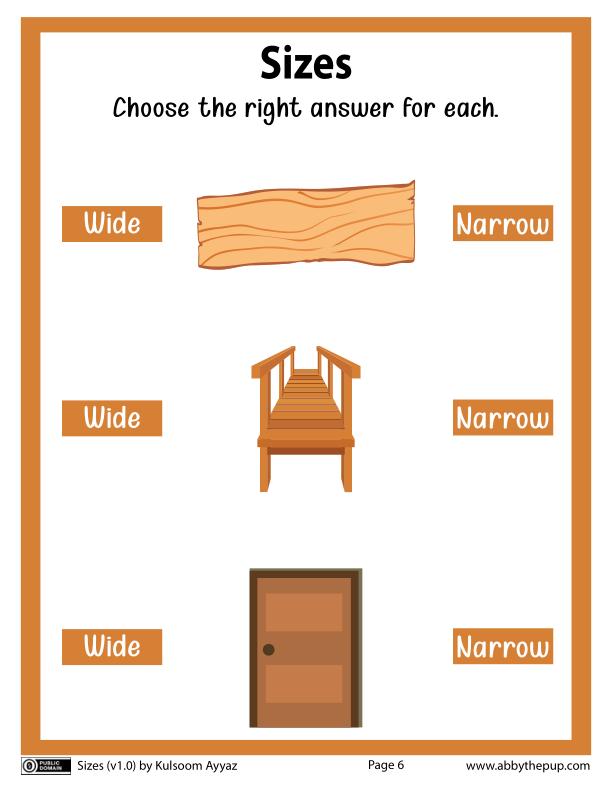 Sizes
Choose the right answer for each.
Wide
Narrow
Wide
Narrow
Wide
Narrow
PUBLIC
DOMAIN
Sizes (v1.0) by Kulsoom Ayyaz
Page 6
www.abbythepup.com